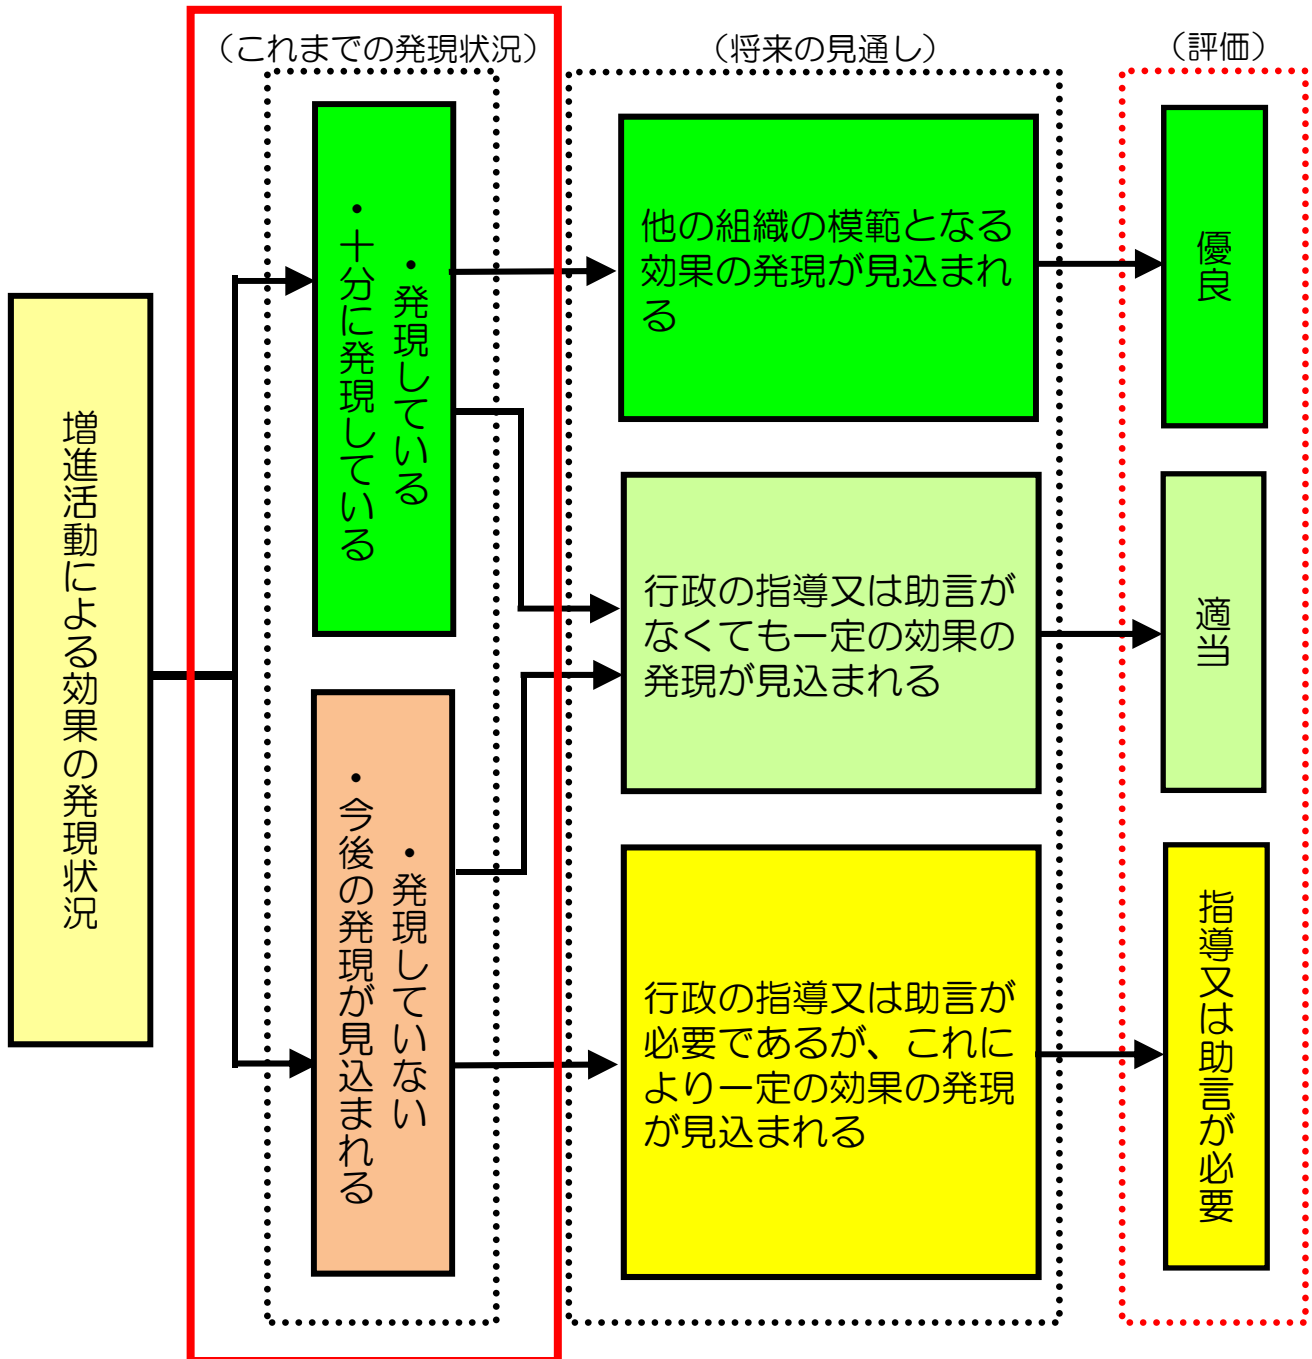 （これまでの発現状況）
（将来の見通し）
（評価）
増進活動による効果の発現状況
・発現している
・十分に発現している
・発現していない
・今後の発現が見込まれる
他の組織の模範となる
効果の発現が見込まれ
る
行政の指導又は助言が
なくても一定の効果の
発現が見込まれる
行政の指導又は助言が
必要であるが、これに
より一定の効果の発現
が見込まれる
優良
適当
指導又は助言が必要